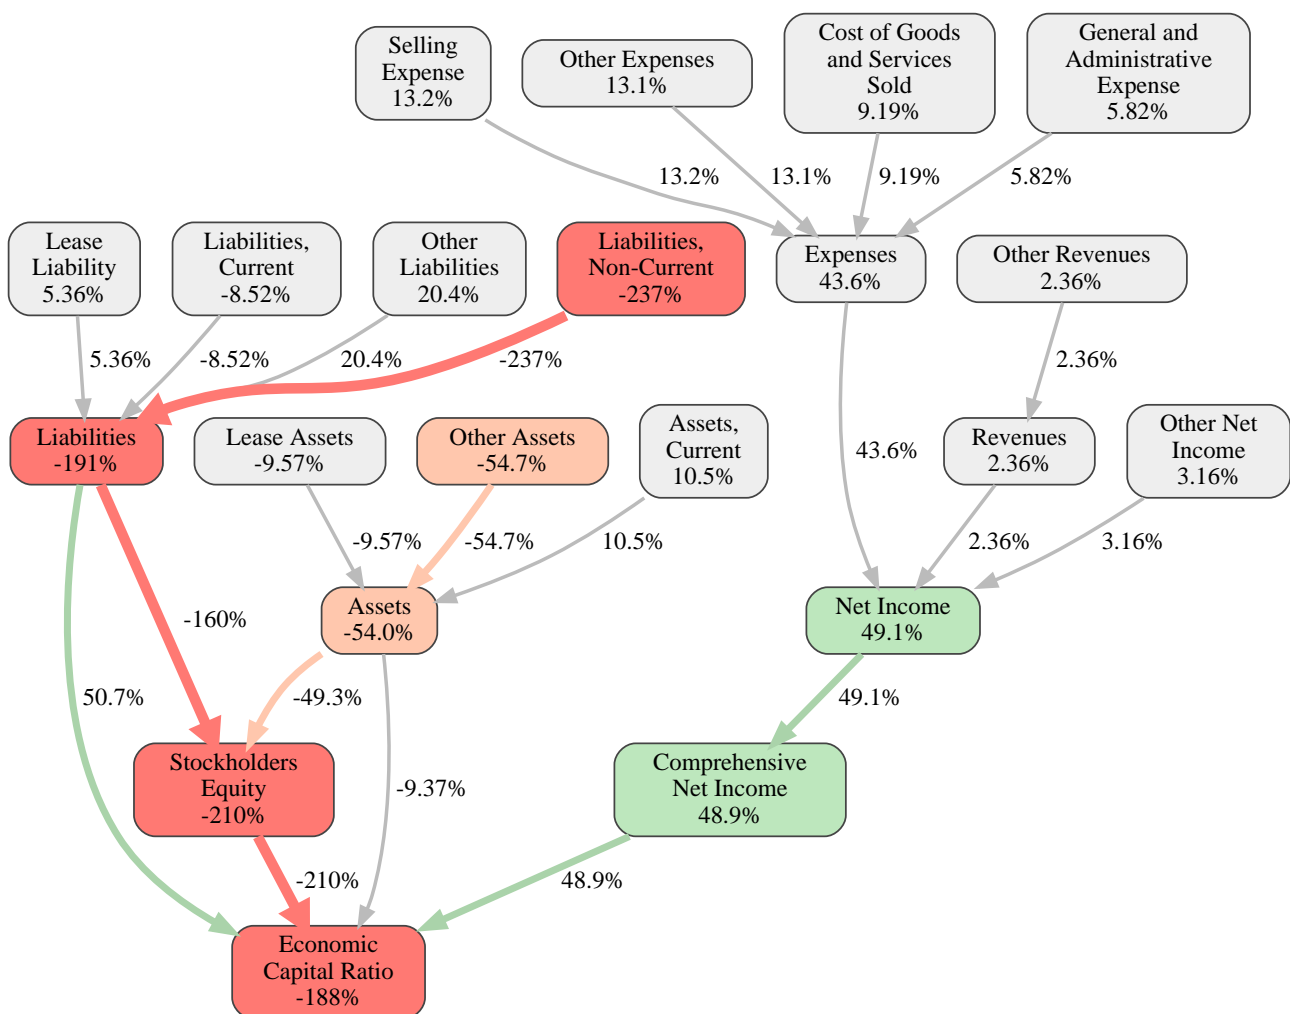 Selling
Expense
13.2%
Other Expenses
13.1%
Cost of Goods
and Services
Sold
9.19%
General and
Administrative
Expense
5.82%
13.2%
13.1%
9.19%
5.82%
Lease
Liability
5.36%
Liabilities,
Current
-8.52%
Other
Liabilities
20.4%
Liabilities,
Non-Current
-237%
Expenses
43.6%
Other Revenues
2.36%
5.36%
-8.52%
20.4%
-237%
2.36%
Liabilities
-191%
Lease Assets
-9.57%
Other Assets
-54.7%
Assets,
Current
10.5%
43.6%
Revenues
2.36%
Other Net
Income
3.16%
-9.57%
-54.7%
10.5%
2.36%
3.16%
-160%
Assets
-54.0%
Net Income
49.1%
50.7%
-49.3%
49.1%
Stockholders
Equity
-210%
-9.37%
Comprehensive
Net Income
48.9%
-210%
48.9%
Economic
Capital Ratio
-188%